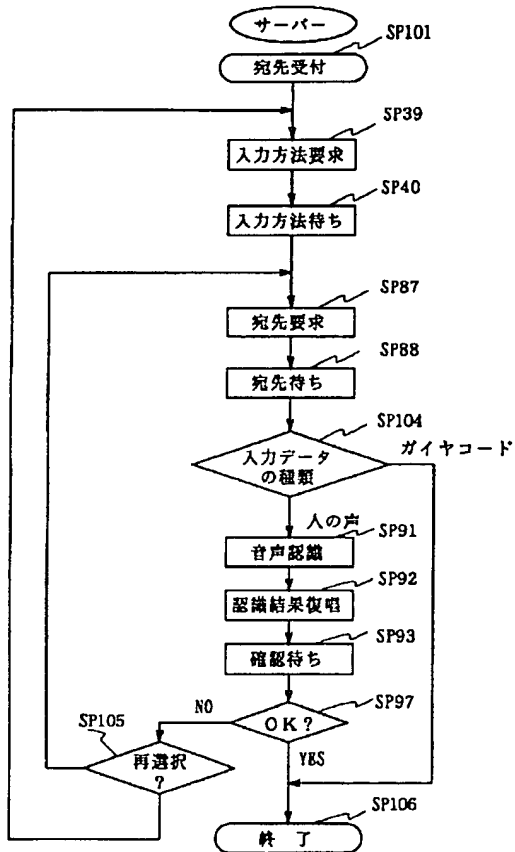 サーバー
SP101
宛先受付
SP39
入力方法要求
SP40
入力方法待ち
SP87
宛先要求
SP88
宛先待ち
SP104
入力データ
の種類
ガイヤコード
人の声
SP91
音声認識
SP92
認識結果復唱
SP93
確認待ち
SP97
OK?
NO
YES
SP105
再選択
?
SP106
終 了